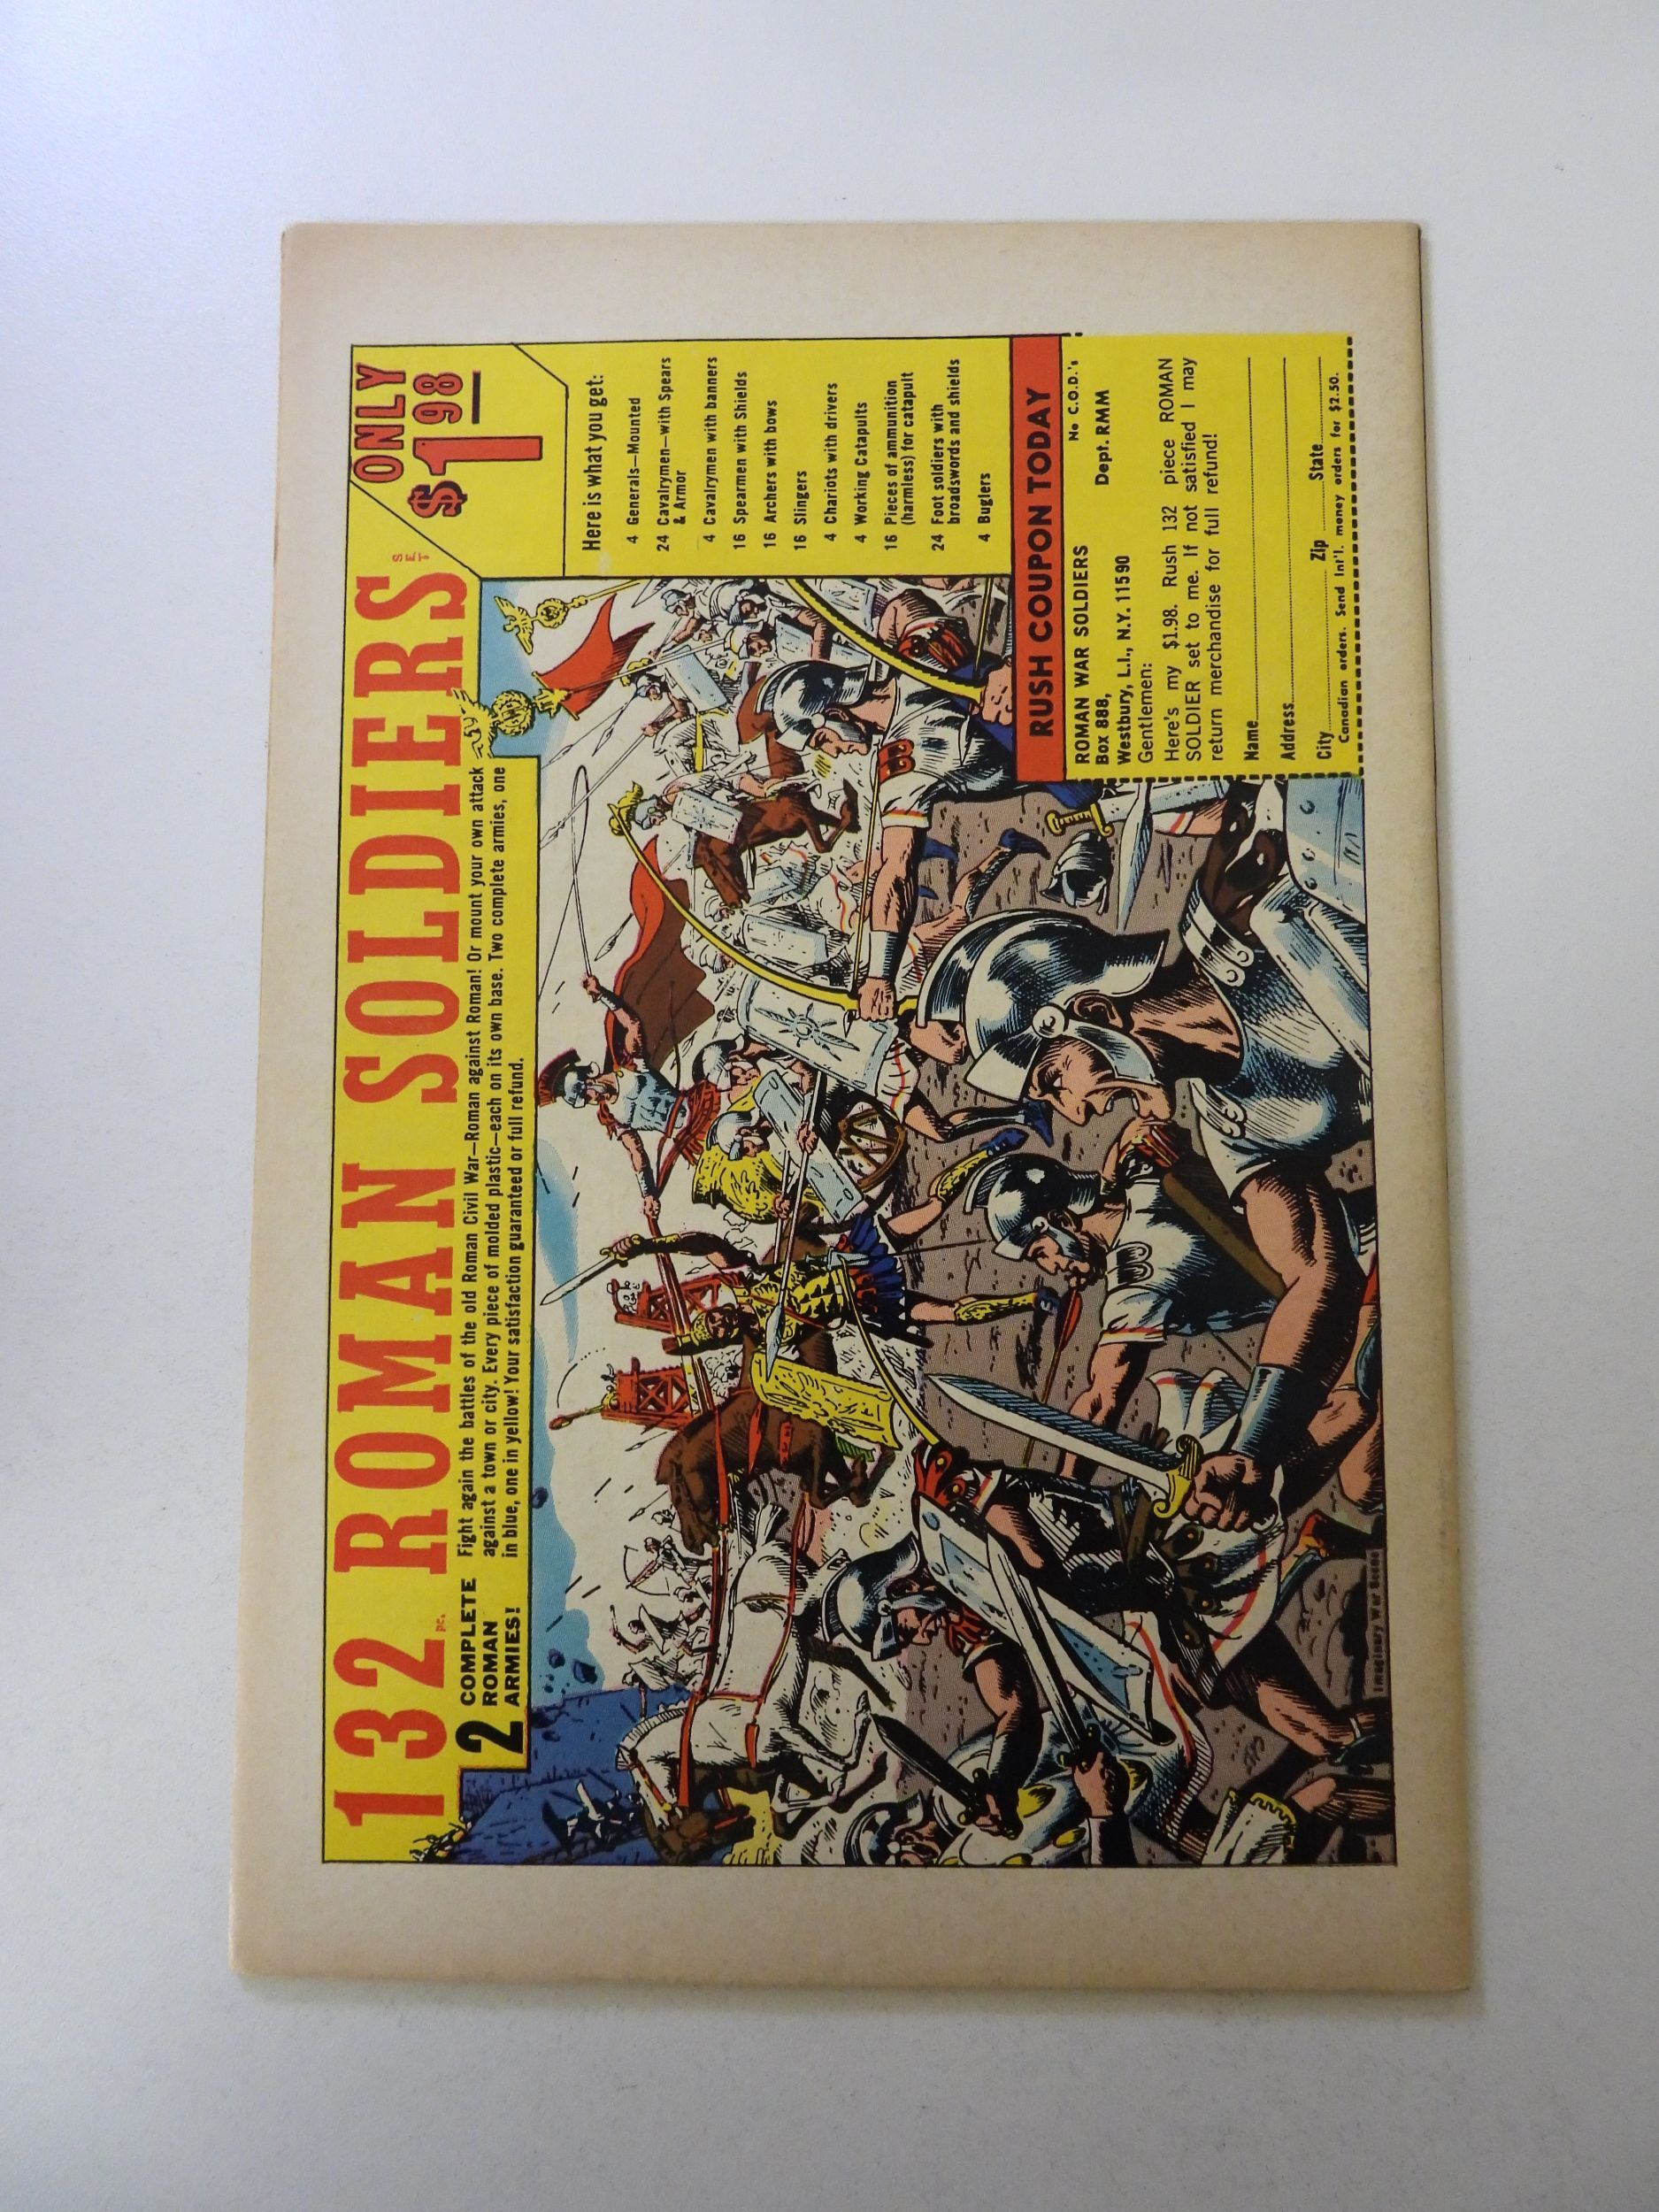 132 pc. ROMAN SOLDIERS SET
ONLY
$1 98
2 COMPLETE
ROMAN
ARMIES!
Fight again the battles of the old Roman Civil War—Roman against Roman! Or mount your own attack
against a town or city. Every piece of molded plastic—each on its own base. Two complete armies, one
in blue, one in yellow! Your satisfaction guaranteed or full refund.
Here is what you get:
4 Generals—Mounted
24 Cavalrymen—with Spears
& Armor
4 Cavalrymen with banners
16 Spearmen with Shields
16 Archers with bows
16 Slingers
4 Chariots with drivers
4 Working Catapults
16 Pieces of ammunition
(harmless) for catapult
24 Foot soldiers with
broadswords and shields
4 Buglers
RUSH COUPON TODAY
No C.O.D.'s
ROMAN WAR SOLDIERS
Box 888, Dept. RMM
Westbury, L.I., N.Y. 11590
Gentlemen:
Here's my $1.98. Rush 132 piece ROMAN
SOLDIER set to me. If not satisfied I may
return merchandise for full refund!
Name
Address
City Zip State
Canadian orders. Send Int'l. money orders for $2.50.
Imaginary War Scene